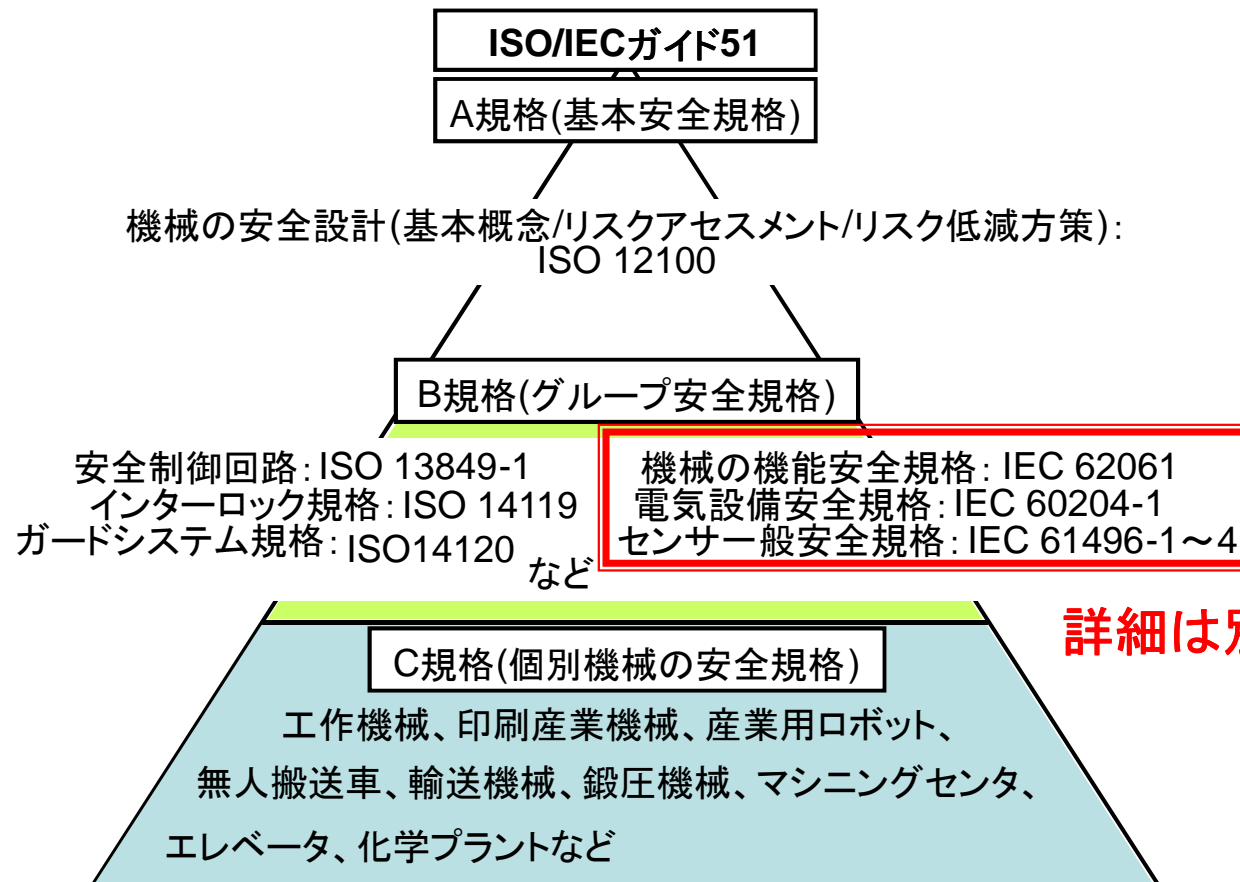 ISO/IECガイド51
A規格(基本安全規格)
機械の安全設計(基本概念/リスクアセスメント/リスク低減方策):
ISO 12100
B規格(グループ安全規格)
安全制御回路:ISO 13849-1
インターロック規格:ISO 14119
ガードシステム規格:ISO14120
など
機械の機能安全規格:IEC 62061
電気設備安全規格:IEC 60204-1
センサー般安全規格:IEC 61496-1~4
詳細は
C規格(個別機械の安全規格)
工作機械、印刷産業機械、産業用ロボット、
無人搬送車、輸送機械、鍛圧機械、マシニングセンタ、
エレベータ、化学プラントなど